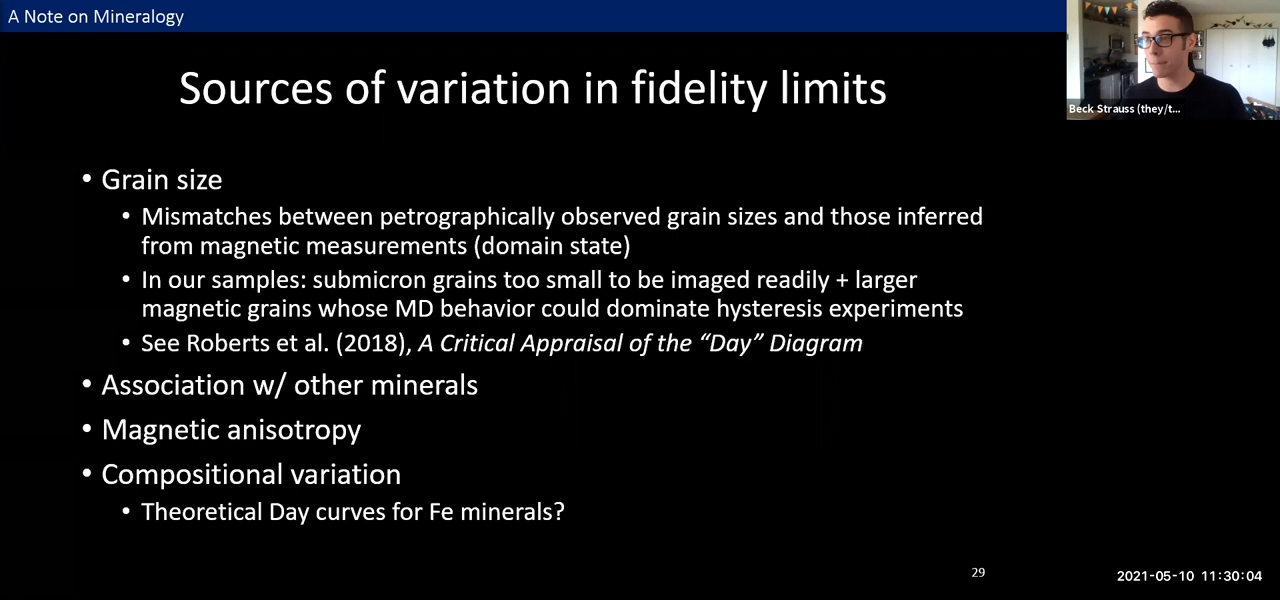 A Note on Mineralogy
Sources of variation in fidelity limits
• Grain size
• Mismatches between petrographically observed grain sizes and those inferred
from magnetic measurements (domain state)
• In our samples: submicron grains too small to be imaged readily + larger
magnetic grains whose MD behavior could dominate hysteresis experiments
• See Roberts et al. (2018), A Critical Appraisal of the “Day” Diagram
• Association w/ other minerals
• Magnetic anisotropy
• Compositional variation
• Theoretical Day curves for Fe minerals?
29
Beck Strauss (they/t...
2021-05-10 11:30:04